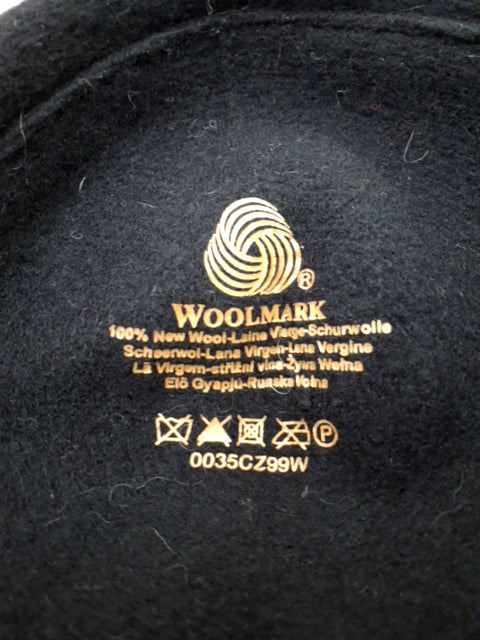 ®
WOOLMARK
100% New Wool-Laine Vierge-Schurwolle
Scheerwol-Lana Virgen-Lana Vergine
Lã Virgem-střižní vlna-Żywa Wełna
Élő Gyapjú-Runska Volna
P
0035CZ99W